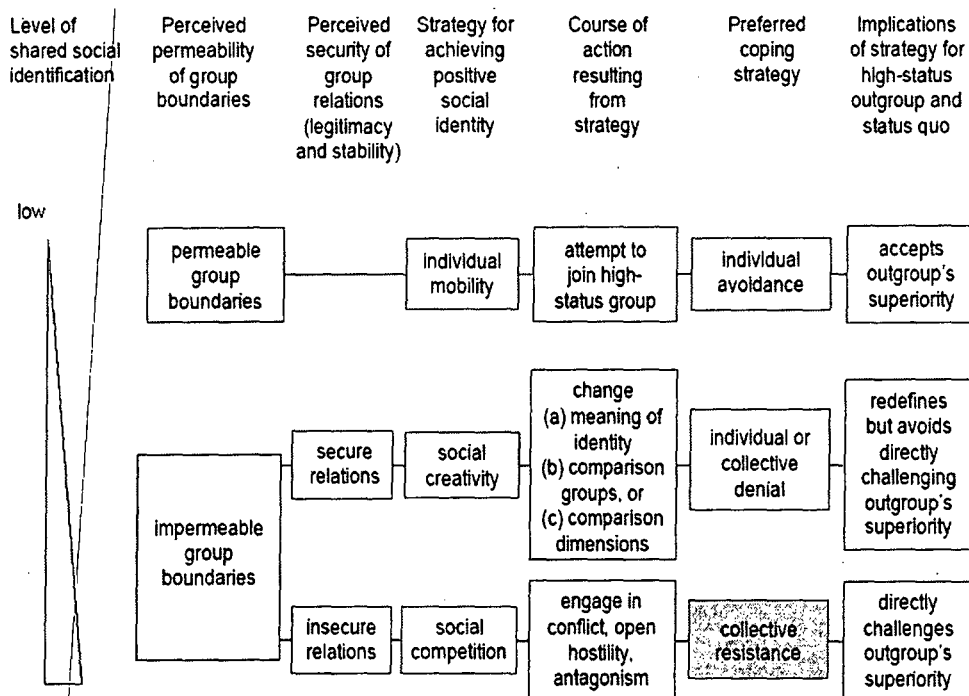 Level of
shared social
identification
Perceived
permeability
of group
boundaries
Perceived
security of
group
relations
(legitimacy
and stability)
Strategy for
achieving
positive
social
identity
Course of
action
resulting
from
strategy
Preferred
coping
strategy
Implications
of strategy for
high-status
outgroup and
status quo
low
permeable
group
boundaries
individual
mobility
attempt to
join high-
status group
individual
avoidance
accepts
outgroup's
superiority
impermeable
group
boundaries
secure
relations
social
creativity
change
(a) meaning of
identity
(b) comparison
groups, or
(c) comparison
dimensions
individual or
collective
denial
redefines
but avoids
directly
challenging
outgroup's
superiority
insecure
relations
social
competition
engage in
conflict, open
hostility,
antagonism
collective
resistance
directly
challenges
outgroup's
superiority